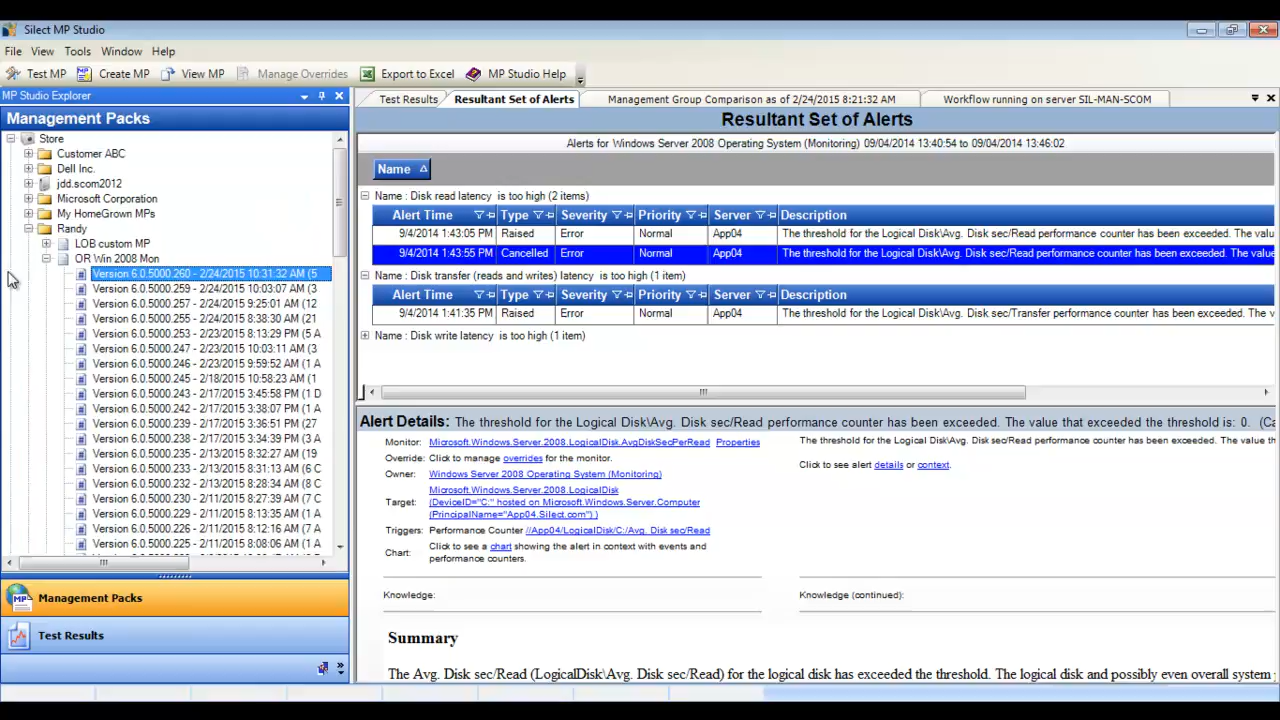 Silect MP Studio
File View Tools Window Help
Test MP Create MP View MP Manage Overrides Export to Excel MP Studio Help
MP Studio Explorer
Management Packs
Store
Customer ABC
Dell Inc.
jdd.scom2012
Microsoft Corporation
My HomeGrown MPs
Randy
LOB custom MP
OR Win 2008 Mon
Version 6.0.5000.260 - 2/24/2015 10:31:32 AM (5
Version 6.0.5000.259 - 2/24/2015 10:03:07 AM (3
Version 6.0.5000.257 - 2/24/2015 9:25:01 AM (12
Version 6.0.5000.255 - 2/24/2015 8:38:30 AM (21
Version 6.0.5000.253 - 2/23/2015 8:13:29 PM (5 A
Version 6.0.5000.247 - 2/23/2015 10:03:11 AM (3
Version 6.0.5000.246 - 2/23/2015 9:59:52 AM (1 A
Version 6.0.5000.245 - 2/18/2015 10:58:23 AM (1
Version 6.0.5000.243 - 2/17/2015 3:45:58 PM (1 D
Version 6.0.5000.242 - 2/17/2015 3:38:07 PM (1 A
Version 6.0.5000.239 - 2/17/2015 3:36:51 PM (27
Version 6.0.5000.238 - 2/17/2015 3:34:39 PM (3 A
Version 6.0.5000.235 - 2/13/2015 8:32:27 AM (19
Version 6.0.5000.233 - 2/13/2015 8:31:13 AM (6 C
Version 6.0.5000.232 - 2/13/2015 8:28:34 AM (8 C
Version 6.0.5000.230 - 2/11/2015 8:27:39 AM (7 C
Version 6.0.5000.229 - 2/11/2015 8:13:35 AM (1 A
Version 6.0.5000.226 - 2/11/2015 8:12:16 AM (7 E
Version 6.0.5000.225 - 2/11/2015 8:08:06 AM (1 A
Management Packs
Test Results
Test Results Resultant Set of Alerts Management Group Comparison as of 2/24/2015 8:21:32 AM Workflow running on server SIL-MAN-SCOM
Resultant Set of Alerts
Alerts for Windows Server 2008 Operating System (Monitoring) 09/04/2014 13:40:54 to 09/04/2014 13:46:02
Name
Name : Disk read latency is too high (2 items)
Alert Time Type Severity Priority Server Description
9/4/2014 1:43:05 PM Raised Error Normal App04 The threshold for the Logical Disk\Avg. Disk sec/Read performance counter has been exceeded. The valu
9/4/2014 1:43:55 PM Cancelled Error Normal App04 The threshold for the Logical Disk\Avg. Disk sec/Read performance counter has been exceeded. The value
Name : Disk transfer (reads and writes) latency is too high (1 item)
Alert Time Type Severity Priority Server Description
9/4/2014 1:41:35 PM Raised Error Normal App04 The threshold for the Logical Disk\Avg. Disk sec/Transfer performance counter has been exceeded. The v
Name : Disk write latency is too high (1 item)
Alert Details: The threshold for the Logical Disk\Avg. Disk sec/Read performance counter has been exceeded. The value that exceeded the threshold is: 0. (Ca
Monitor: Microsoft.Windows.Server.2008.LogicalDisk.AvgDiskSecPerRead Properties
Override: Click to manage overrides for the monitor.
Owner: Windows Server 2008 Operating System (Monitoring)
Target: Microsoft.Windows.Server.2008.LogicalDisk
(DeviceID="C:" hosted on Microsoft.Windows.Server.Computer
(PrincipalName="App04.Silect.com") )
Triggers: Performance Counter //App04/LogicalDisk/C:/Avg. Disk sec/Read
Chart: Click to see a chart showing the alert in context with events and
performance counters.
The threshold for the Logical Disk\Avg. Disk sec/Read performance counter has been exceeded. The value th
Click to see alert details or context.
Knowledge:
Knowledge (continued):
Summary
The Avg. Disk sec/Read (LogicalDisk\Avg. Disk sec/Read) for the logical disk has exceeded the threshold. The logical disk and possibly even overall system